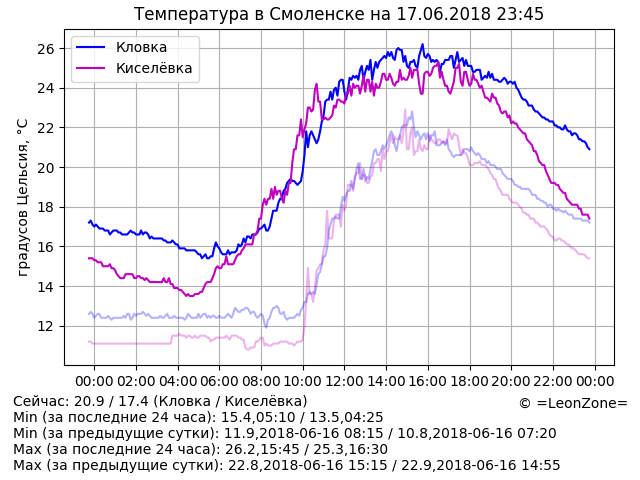 Температура в Смоленске на 17.06.2018 23:45
Кловка
Киселёвка
градусов Цельсия, °C
26
24
22
20
18
16
14
12
00:00 02:00 04:00 06:00 08:00 10:00 12:00 14:00 16:00 18:00 20:00 22:00 00:00
Сейчас: 20.9 / 17.4 (Кловка / Киселёвка)
© =LeonZone=
Min (за последние 24 часа): 15.4,05:10 / 13.5,04:25
Min (за предыдущие сутки): 11.9,2018-06-16 08:15 / 10.8,2018-06-16 07:20
Max (за последние 24 часа): 26.2,15:45 / 25.3,16:30
Max (за предыдущие сутки): 22.8,2018-06-16 15:15 / 22.9,2018-06-16 14:55